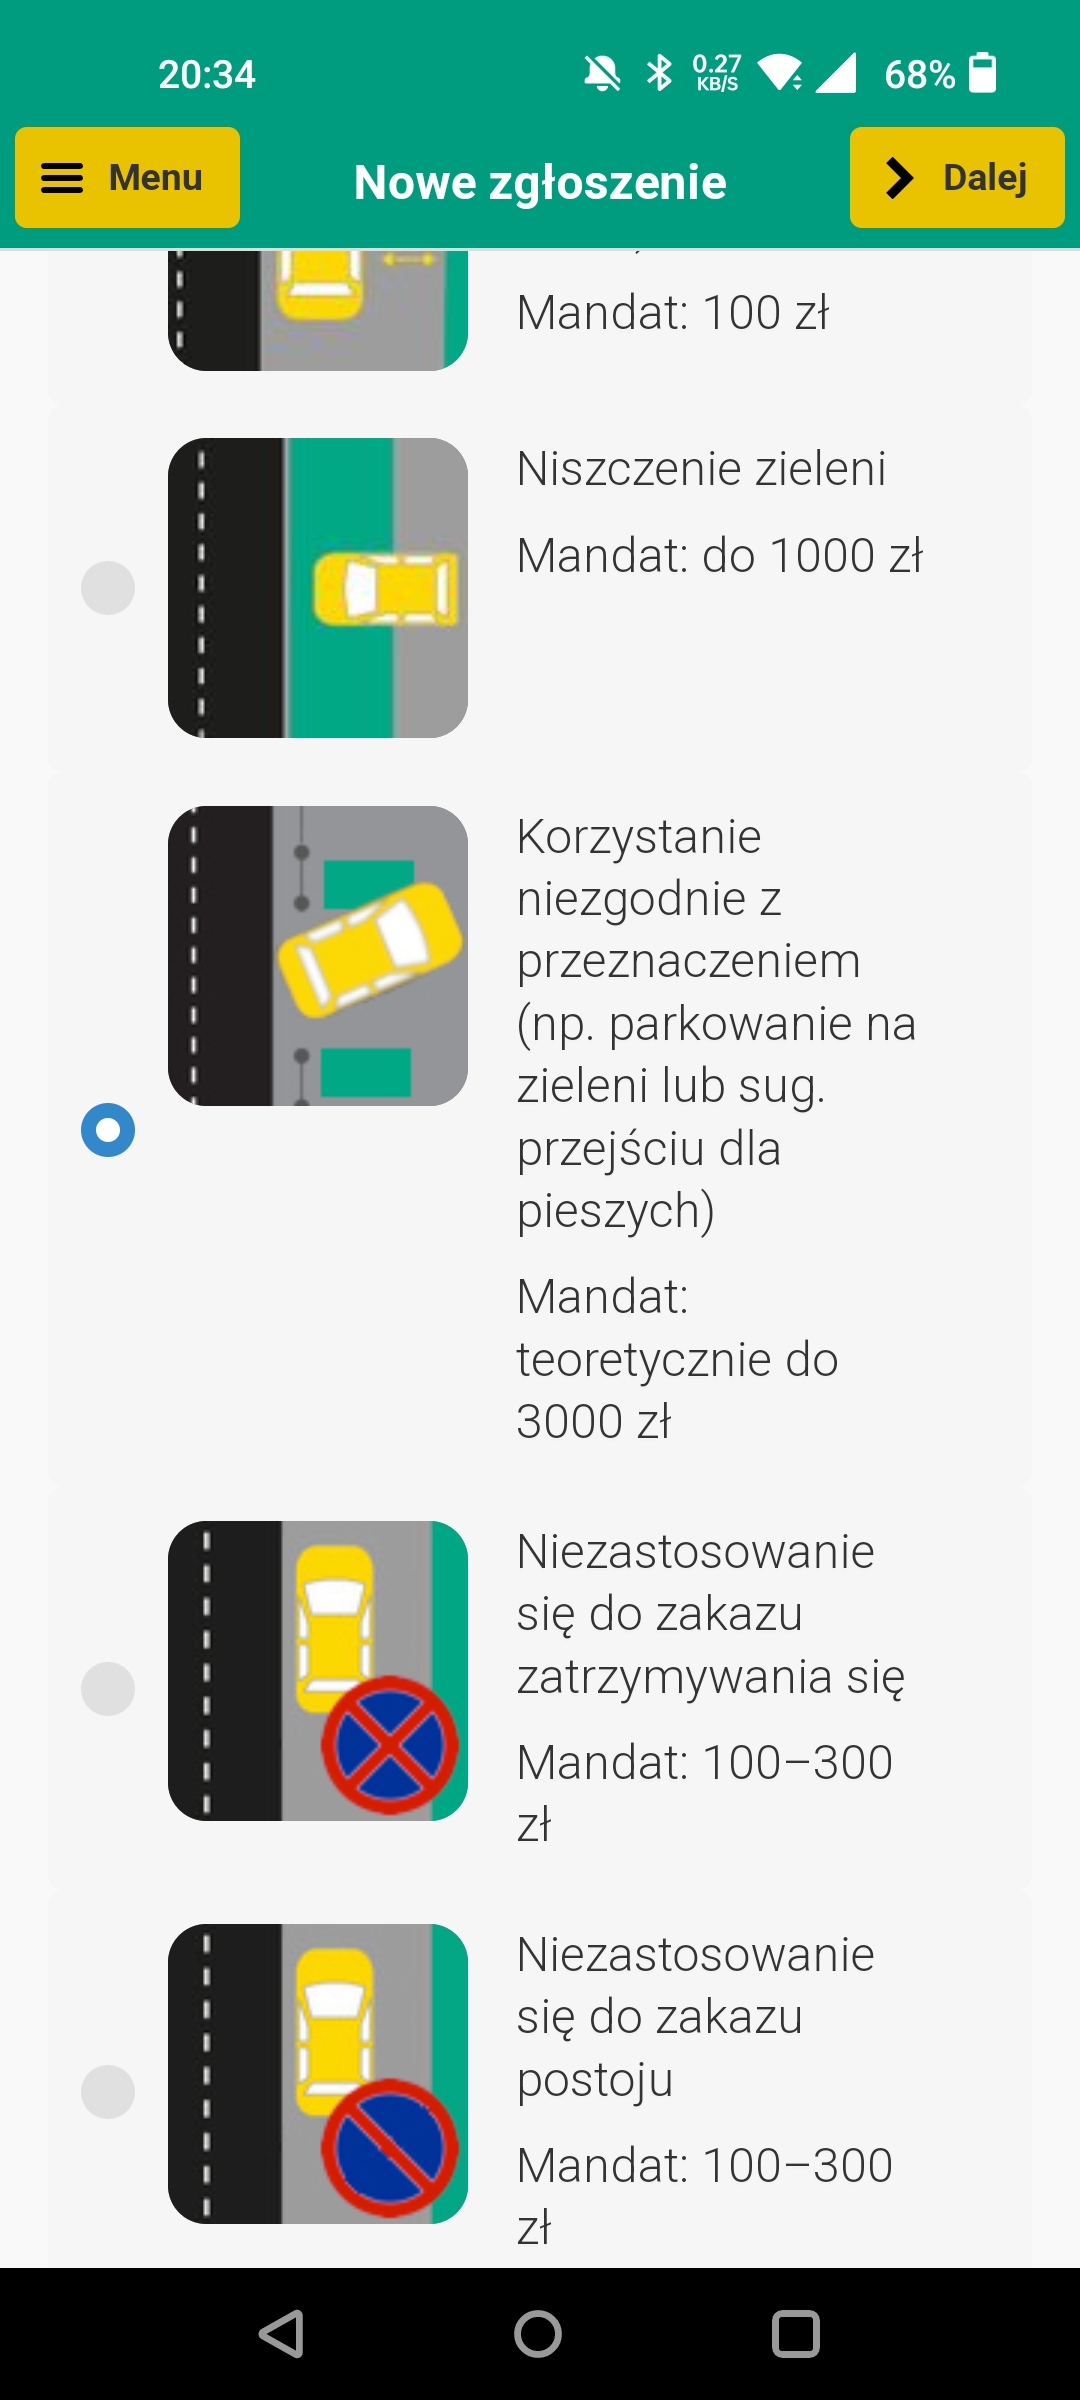 20:34
0.27
KB/S
68%
Menu
Nowe zgłoszenie
Dalej
Mandat: 100 zł
Niszczenie zieleni
Mandat: do 1000 zł
Korzystanie
niezgodnie z
przeznaczeniem
(np. parkowanie na
zieleni lub sug.
przejściu dla
pieszych)
Mandat:
teoretycznie do
3000 zł
Niezastosowanie
się do zakazu
zatrzymywania się
Mandat: 100–300
zł
Niezastosowanie
się do zakazu
postoju
Mandat: 100–300
zł